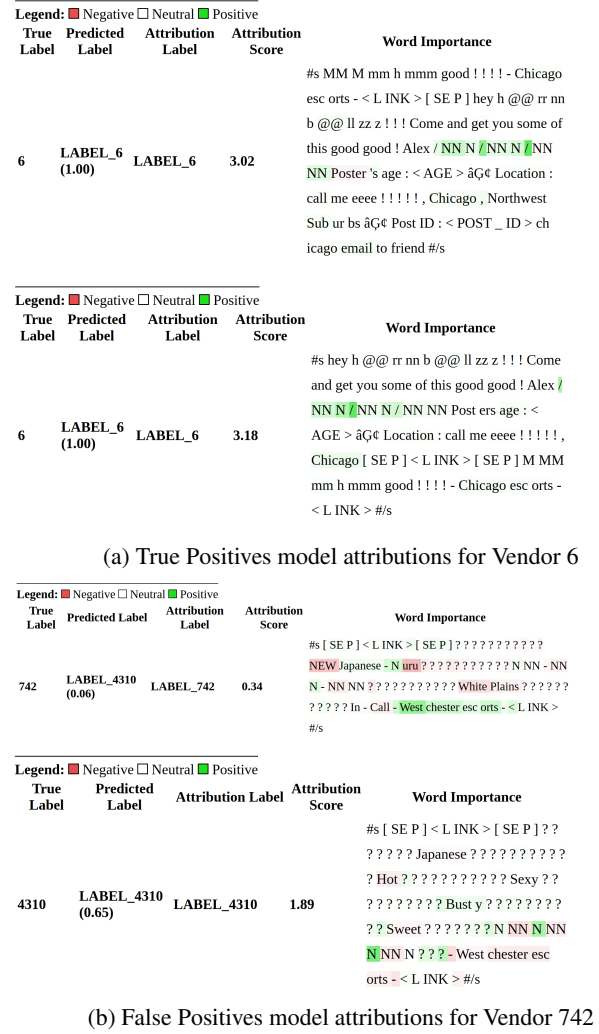 Legend: Negative Neutral Positive
True Label Predicted Label Attribution Label Attribution Score Word Importance
6 LABEL_6 (1.00) LABEL_6 3.02
#s MM M mm h mmm good ! ! ! ! - Chicago
esc orts - < L INK > [ SE P ] hey h @@ rr nn
b @@ ll zz z ! ! ! Come and get you some of
this good good ! Alex / NN N / NN N / NN
NN Poster 's age : < AGE > âĢ¢ Location :
call me eeee ! ! ! ! ! , Chicago , Northwest
Sub ur bs âĢ¢ Post ID : < POST _ ID > ch
icago email to friend #/s
Legend: Negative Neutral Positive
True Label Predicted Label Attribution Label Attribution Score Word Importance
6 LABEL_6 (1.00) LABEL_6 3.18
#s hey h @@ rr nn b @@ ll zz z ! ! ! Come
and get you some of this good good ! Alex /
NN N / NN N / NN NN Post ers age : <
AGE > âĢ¢ Location : call me eeee ! ! ! ! ! ,
Chicago [ SE P ] < L INK > [ SE P ] M MM
mm h mmm good ! ! ! ! - Chicago esc orts -
< L INK > #/s
(a) True Positives model attributions for Vendor 6
Legend: Negative Neutral Positive
True Label Predicted Label Attribution Label Attribution Score Word Importance
742 LABEL_4310 (0.06) LABEL_742 0.34
#s [ SE P ] < L INK > [ SE P ] ? ? ? ? ? ? ? ? ? ? ?
NEW Japanese - N uru ? ? ? ? ? ? ? ? ? ? ? N NN - NN
N - NN NN ? ? ? ? ? ? ? ? ? ? ? White Plains ? ? ? ? ? ?
? ? ? ? ? In - Call - West chester esc orts - < L INK >
#/s
Legend: Negative Neutral Positive
True Label Predicted Label Attribution Label Attribution Score Word Importance
4310 LABEL_4310 (0.65) LABEL_4310 1.89
#s [ SE P ] < L INK > [ SE P ] ? ?
? ? ? ? ? Japanese ? ? ? ? ? ? ? ? ? ?
? Hot ? ? ? ? ? ? ? ? ? ? ? Sexy ? ?
? ? ? ? ? ? ? ? ? Bust y ? ? ? ? ? ? ? ?
? ? Sweet ? ? ? ? ? ? ? ? N NN N NN
N NN N ? ? ? - West chester esc
orts - < L INK > #/s
(b) False Positives model attributions for Vendor 742